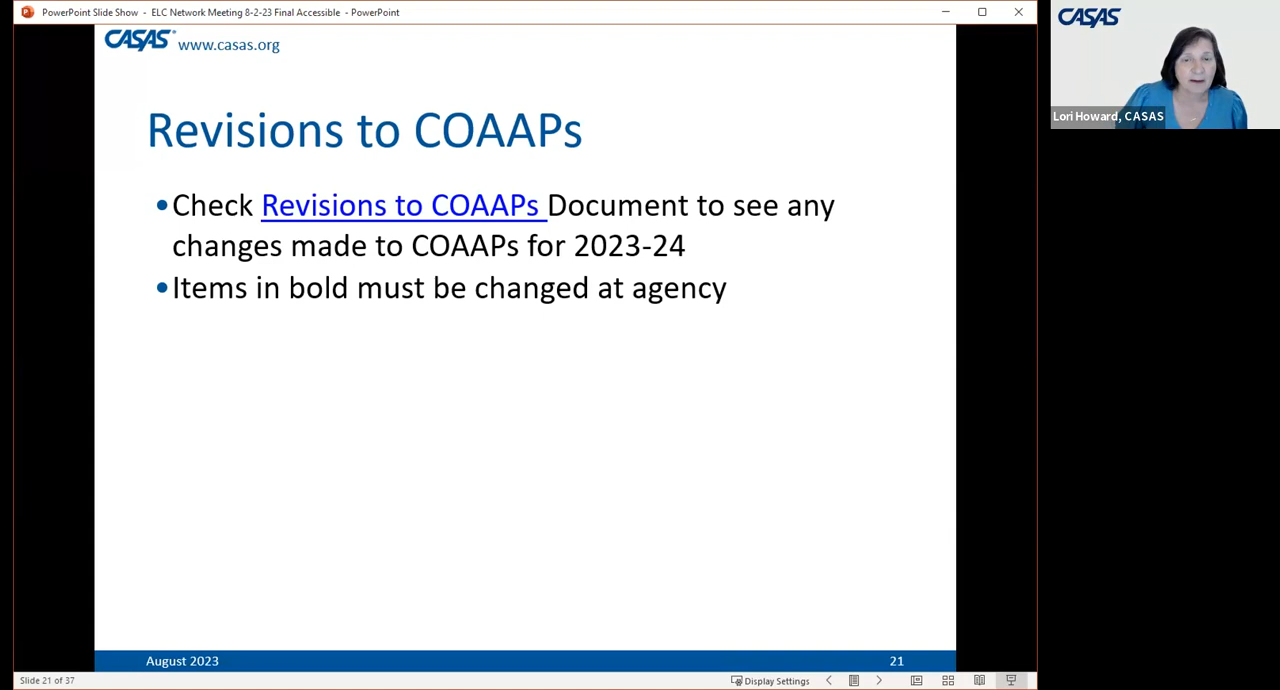 PowerPoint Slide Show - ELC Network Meeting 8-2-23 Final Accessible - PowerPoint
CASAS® www.casas.org
CASAS
Lori Howard, CASAS
Revisions to COAAPs
•Check Revisions to COAAPs Document to see any
changes made to COAAPs for 2023-24
•Items in bold must be changed at agency
August 2023 21
Slide 21 of 37 Display Settings